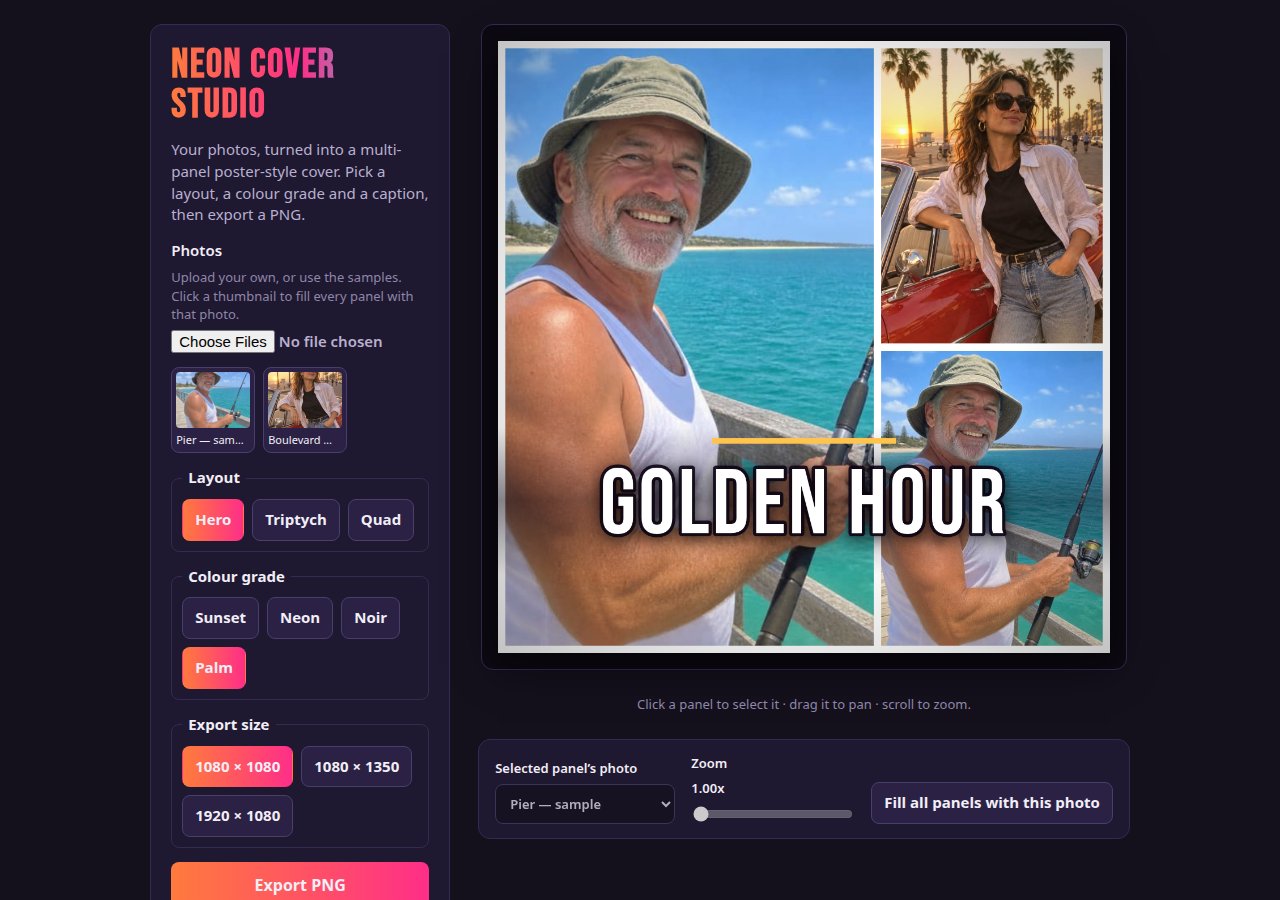 NEON COVER
STUDIO
Your photos, turned into a multi-
panel poster-style cover. Pick a
layout, a colour grade and a caption,
then export a PNG.
Photos
Upload your own, or use the samples.
Click a thumbnail to fill every panel with
that photo.
Choose Files No file chosen
Pier — sam...
Boulevard ...
Layout
Hero
Triptych
Quad
Colour grade
Sunset
Neon
Noir
Palm
Export size
1080 × 1080
1080 × 1350
1920 × 1080
Export PNG
GOLDEN HOUR
Click a panel to select it · drag it to pan · scroll to zoom.
Selected panel's photo
Pier — sample
Zoom
1.00x
Fill all panels with this photo